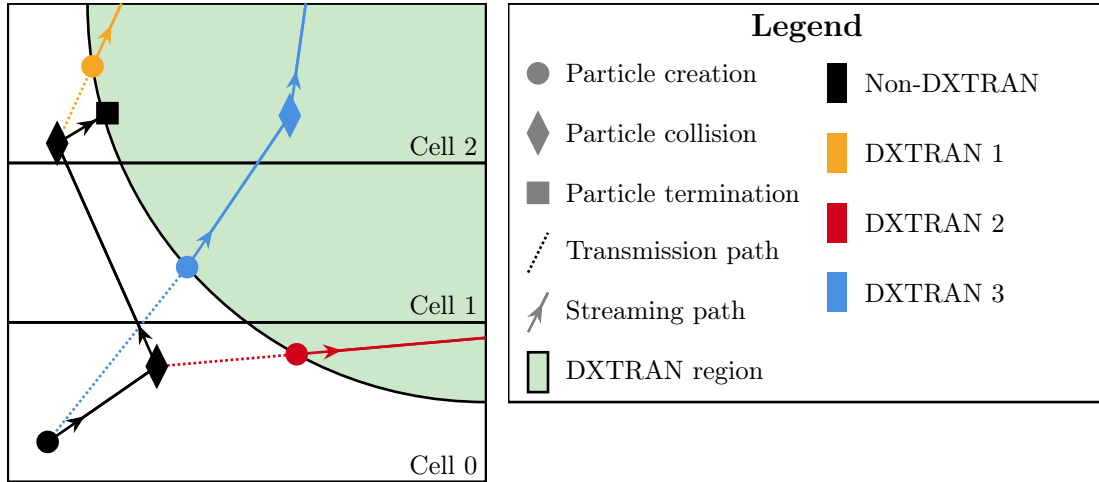 Cell 2
Cell 1
Cell 0
Legend
Particle creation
Particle collision
Particle termination
Transmission path
Streaming path
DXTRAN region
Non-DXTRAN
DXTRAN 1
DXTRAN 2
DXTRAN 3